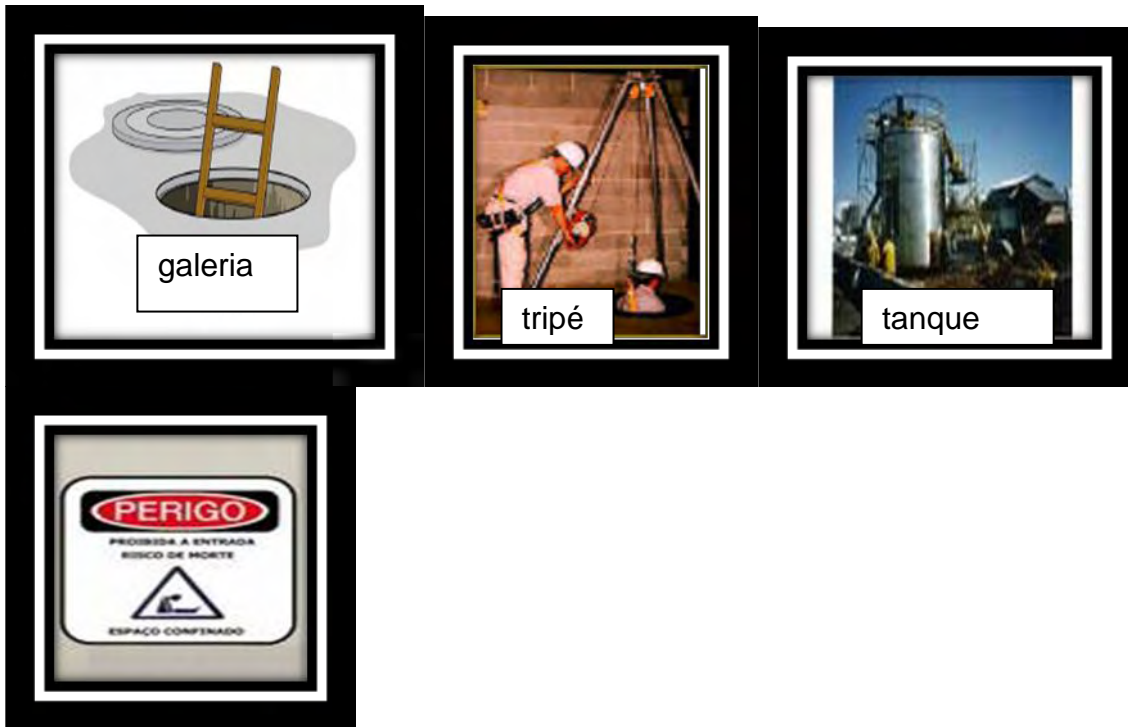 galeria
tripé
tanque
PERIGO
PROIBIDA A ENTRADA
RISCO DE MORTE
ESPAÇO CONFINADO